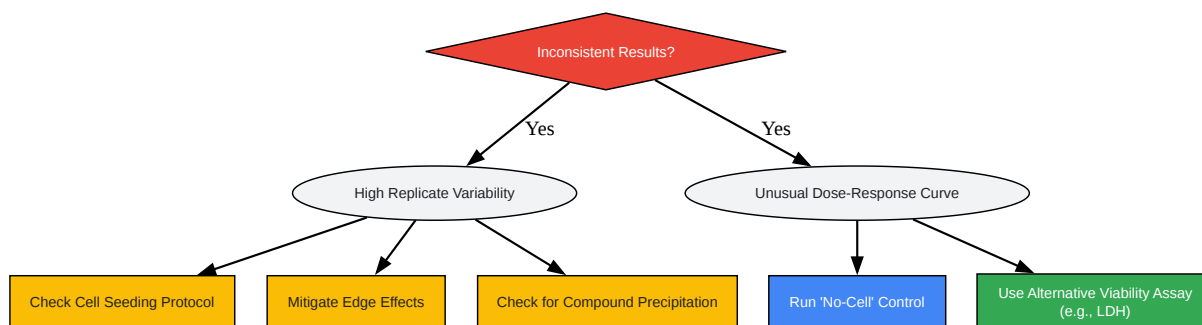 Inconsistent Results?
Yes
Yes
High Replicate Variability
Unusual Dose-Response Curve
Check Cell Seeding Protocol
Mitigate Edge Effects
Check for Compound Precipitation
Run 'No-Cell' Control
Use Alternative Viability Assay
(e.g., LDH)